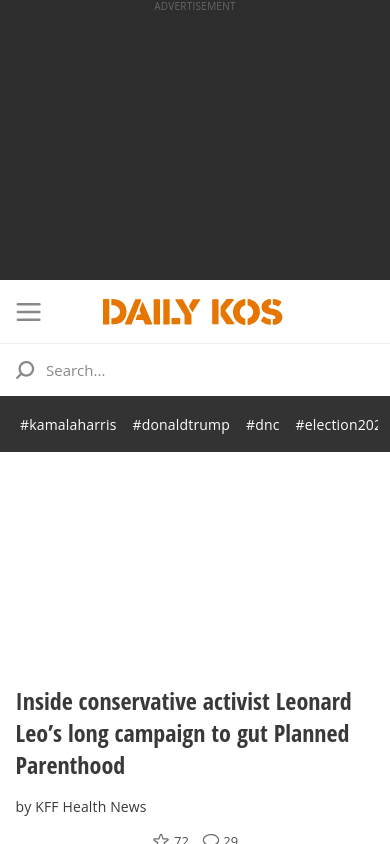 ADVERTISEMENT
DAILY KOS
Search...
#kamalaharris #donaldtrump #dnc #election202
Inside conservative activist Leonard
Leo’s long campaign to gut Planned
Parenthood
by KFF Health News
72 29